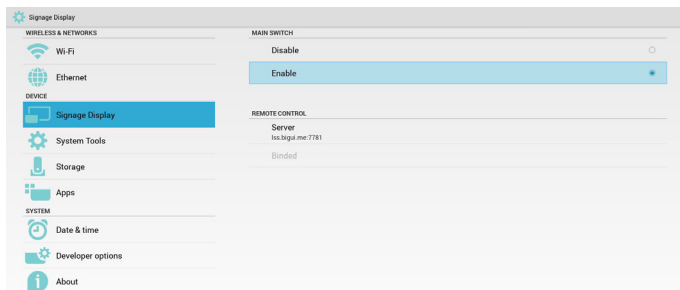 Signage Display
WIRELESS & NETWORKS
Wi-Fi
Ethernet
DEVICE
Signage Display
System Tools
Storage
Apps
SYSTEM
Date & time
Developer options
About
MAIN SWITCH
Disable
Enable
REMOTE CONTROL
Server
lss.bigui.me:7781
Binded